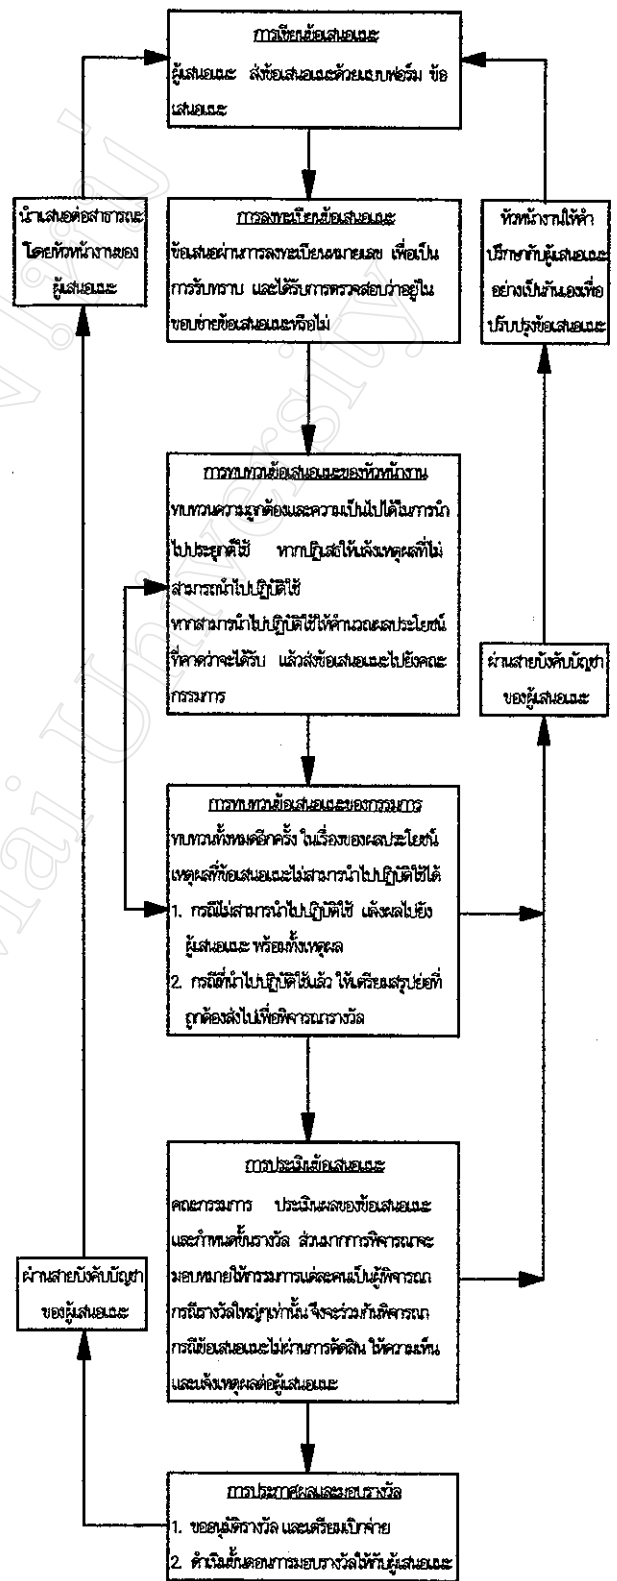 การเขียนข้อเสนอแนะ
ผู้เสนอแนะ ส่งข้อเสนอแนะด้วยแบบฟอร์ม ข้อ
เสนอแนะ
นำเสนอต่อสาธารณะ
โดยหัวหน้างานของ
ผู้เสนอแนะ
การลงทะเบียนข้อเสนอแนะ
ข้อเสนอผ่านการลงทะเบียนหมายเลข เพื่อเป็น
การรับทราบ และได้รับการตรวจสอบว่าอยู่ใน
ขอบข่ายข้อเสนอแนะหรือไม่
หัวหน้างานให้คำ
ปรึกษากับผู้เสนอแนะ
อย่างเป็นกันเองเพื่อ
ปรับปรุงข้อเสนอแนะ
การทบทวนข้อเสนอแนะของหัวหน้างาน
ทบทวนความถูกต้องและความเป็นไปได้ในการนำ
ไปประยุกต์ใช้ หากปฏิเสธให้แจ้งเหตุผลที่ไม่
สามารถนำไปปฏิบัติใช้
หากสามารถนำไปปฏิบัติใช้ให้คำนวณผลประโยชน์
ที่คาดว่าจะได้รับ แล้วส่งข้อเสนอแนะไปยังคณะ
กรรมการ
ผ่านสายบังคับบัญชา
ของผู้เสนอแนะ
การทบทวนข้อเสนอแนะของกรรมการ
ทบทวนทั้งหมดอีกครั้ง ในเรื่องของผลประโยชน์
เหตุผลที่ข้อเสนอแนะไม่สามารถนำไปปฏิบัติใช้ได้
1. กรณีไม่สามารถนำไปปฏิบัติใช้ แจ้งผลไปยัง
ผู้เสนอแนะ พร้อมทั้งเหตุผล
2. กรณีที่นำไปปฏิบัติใช้แล้ว ให้เตรียมสรุปย่อที่
ถูกต้องส่งไปเพื่อพิจารณารางวัล
การประเมินข้อเสนอแนะ
คณะกรรมการ ประเมินผลของข้อเสนอแนะ
และกำหนดขั้นรางวัล ส่วนมากการพิจารณาจะ
มอบหมายให้กรรมการแต่ละคนเป็นผู้พิจารณา
กรณีรางวัลใหญ่ๆเท่านั้น จึงจะร่วมกันพิจารณา
กรณีข้อเสนอแนะไม่ผ่านการตัดสิน ให้ความเห็น
และแจ้งเหตุผลต่อผู้เสนอแนะ
ผ่านสายบังคับบัญชา
ของผู้เสนอแนะ
การประกาศผลและมอบรางวัล
1. ขออนุมัติรางวัล และเตรียมเบิกจ่าย
2. ดำเนินขั้นตอนการมอบรางวัลให้กับผู้เสนอแนะ
mai University